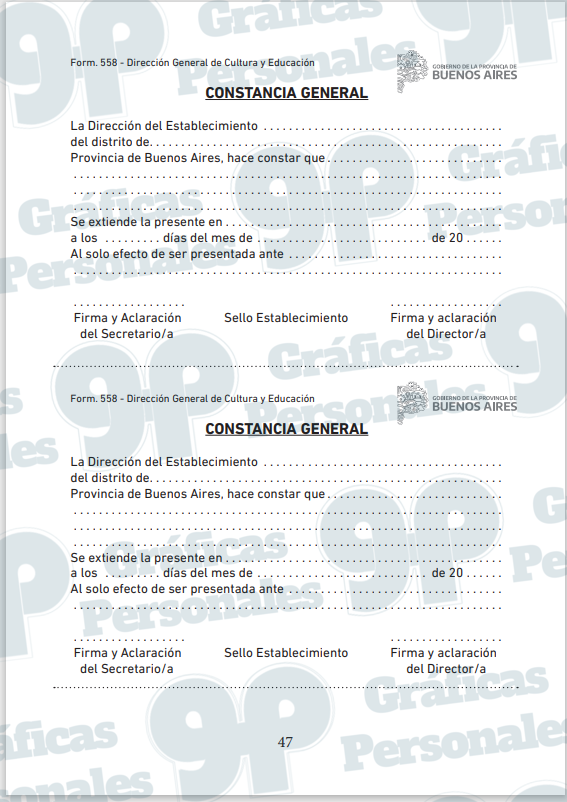 Form. 558 - Dirección General de Cultura y Educación
GOBIERNO DE LA PROVINCIA DE
BUENOS AIRES
CONSTANCIA GENERAL
La Dirección del Establecimiento . . . . . . . . . . . . . . . . . . . . . . . . . . . . . . . . . . . . . .
del distrito de. . . . . . . . . . . . . . . . . . . . . . . . . . . . . . . . . . . . . . . . . . . . . . . . . . . . . . . .
Provincia de Buenos Aires, hace constar que . . . . . . . . . . . . . . . . . . . . . . . . . . . .
. . . . . . . . . . . . . . . . . . . . . . . . . . . . . . . . . . . . . . . . . . . . . . . . . . . . . . . . . . . . . . . . . . . .
. . . . . . . . . . . . . . . . . . . . . . . . . . . . . . . . . . . . . . . . . . . . . . . . . . . . . . . . . . . . . . . . . . . .
. . . . . . . . . . . . . . . . . . . . . . . . . . . . . . . . . . . . . . . . . . . . . . . . . . . . . . . . . . . . . . . . . . . .
Se extiende la presente en . . . . . . . . . . . . . . . . . . . . . . . . . . . . . . . . . . . . . . . . . . . .
a los . . . . . . . . . días del mes de . . . . . . . . . . . . . . . . . . . . . . . . . . . de 20 . . . . . .
Al solo efecto de ser presentada ante . . . . . . . . . . . . . . . . . . . . . . . . . . . . . . . . . .
. . . . . . . . . . . . . . . . . . . . . . . . . . . . . . . . . . . . . . . . . . . . . . . . . . . . . . . . . . . . . . . . . . . .
. . . . . . . . . . . . . . . . . . . . . . . . . . . . . . . . . . . .
Firma y Aclaración Sello Establecimiento Firma y aclaración
del Secretario/a del Director/a
Form. 558 - Dirección General de Cultura y Educación
GOBIERNO DE LA PROVINCIA DE
BUENOS AIRES
CONSTANCIA GENERAL
La Dirección del Establecimiento . . . . . . . . . . . . . . . . . . . . . . . . . . . . . . . . . . . . . .
del distrito de. . . . . . . . . . . . . . . . . . . . . . . . . . . . . . . . . . . . . . . . . . . . . . . . . . . . . . . .
Provincia de Buenos Aires, hace constar que . . . . . . . . . . . . . . . . . . . . . . . . . . . .
. . . . . . . . . . . . . . . . . . . . . . . . . . . . . . . . . . . . . . . . . . . . . . . . . . . . . . . . . . . . . . . . . . . .
. . . . . . . . . . . . . . . . . . . . . . . . . . . . . . . . . . . . . . . . . . . . . . . . . . . . . . . . . . . . . . . . . . . .
. . . . . . . . . . . . . . . . . . . . . . . . . . . . . . . . . . . . . . . . . . . . . . . . . . . . . . . . . . . . . . . . . . . .
Se extiende la presente en . . . . . . . . . . . . . . . . . . . . . . . . . . . . . . . . . . . . . . . . . . . .
a los . . . . . . . . . días del mes de . . . . . . . . . . . . . . . . . . . . . . . . . . . de 20 . . . . . .
Al solo efecto de ser presentada ante . . . . . . . . . . . . . . . . . . . . . . . . . . . . . . . . . .
. . . . . . . . . . . . . . . . . . . . . . . . . . . . . . . . . . . . . . . . . . . . . . . . . . . . . . . . . . . . . . . . . . . .
. . . . . . . . . . . . . . . . . . . . . . . . . . . . . . . . . . . .
Firma y Aclaración Sello Establecimiento Firma y aclaración
del Secretario/a del Director/a
47
gp
Gráficas
Personales